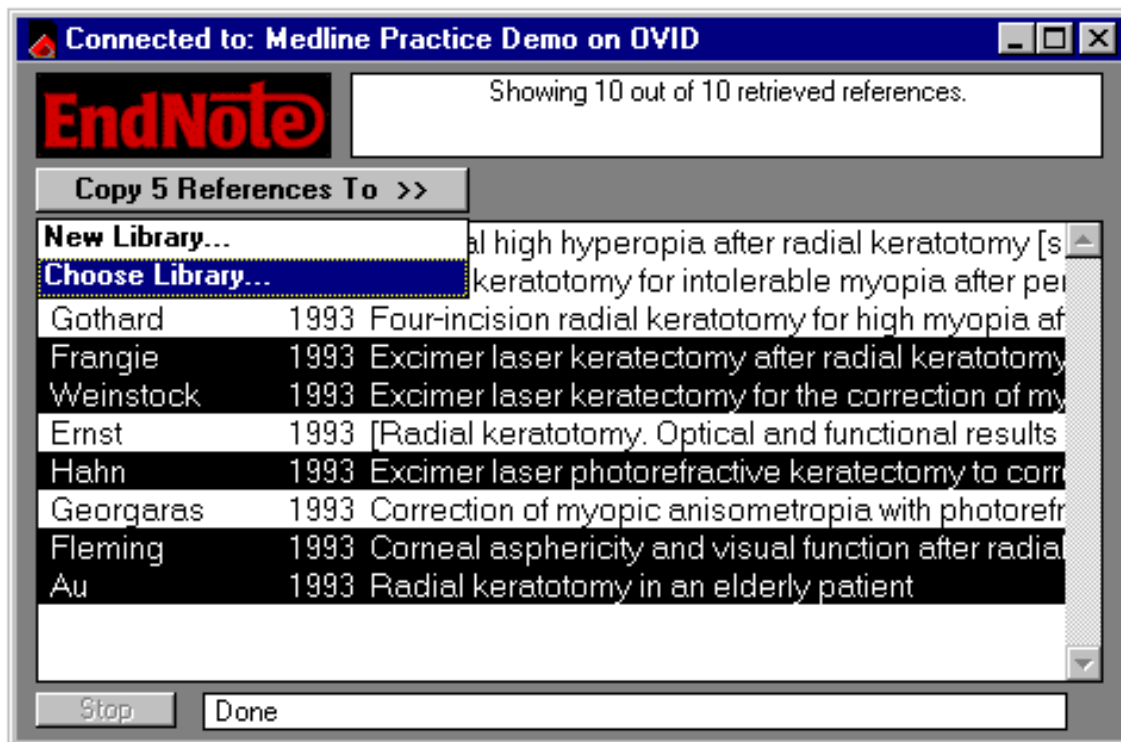 Connected to: Medline Practice Demo on OVID
EndNote
Showing 10 out of 10 retrieved references.
Copy 5 References To >>
New Library...
al high hyperopia after radial keratotomy [s
Choose Library...
keratotomy for intolerable myopia after per
Gothard 1993 Four-incision radial keratotomy for high myopia af
Frangie 1993 Excimer laser keratectomy after radial keratotomy
Weinstock 1993 Excimer laser keratectomy for the correction of my
Ernst 1993 [Radial keratotomy. Optical and functional results
Hahn 1993 Excimer laser photorefractive keratectomy to corr
Georgaras 1993 Correction of myopic anisometropia with photorefr
Fleming 1993 Corneal asphericity and visual function after radial
Au 1993 Radial keratotomy in an elderly patient
Stop
Done